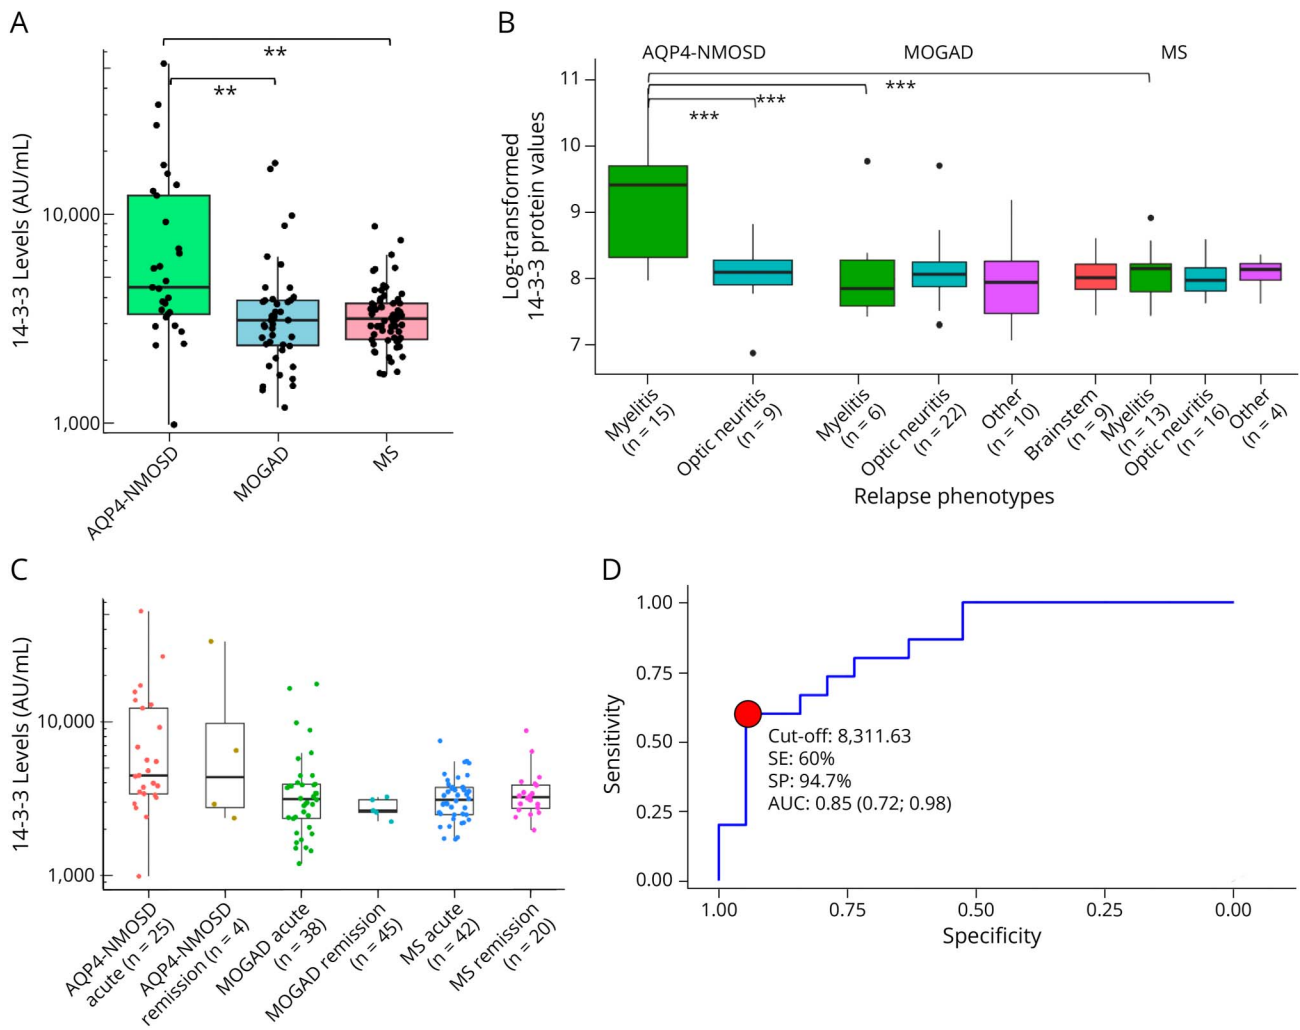 A
14-3-3 Levels (AU/mL)
10,000
1,000
**
**
AQP4-NMOSD
MOGAD
MS
B
Log-transformed
14-3-3 protein values
AQP4-NMOSD
MOGAD
MS
11
10
9
8
7
***
***
***
Myelitis
(n = 15)
Optic neuritis
(n = 9)
Myelitis
(n = 6)
Optic neuritis
(n = 22)
Other
(n = 10)
Brainstem
(n = 9)
Myelitis
(n = 13)
Optic neuritis
(n = 16)
Other
(n = 4)
Relapse phenotypes
C
14-3-3 Levels (AU/mL)
10,000
1,000
AQP4-NMOSD
acute (n = 25)
AQP4-NMOSD
remission (n = 4)
MOGAD acute
(n = 38)
MOGAD remission
(n = 45)
MS acute
(n = 42)
MS remission
(n = 20)
D
Sensitivity
1.00
0.75
0.50
0.25
0.00
Cut-off: 8,311.63
SE: 60%
SP: 94.7%
AUC: 0.85 (0.72; 0.98)
1.00
0.75
0.50
0.25
0.00
Specificity